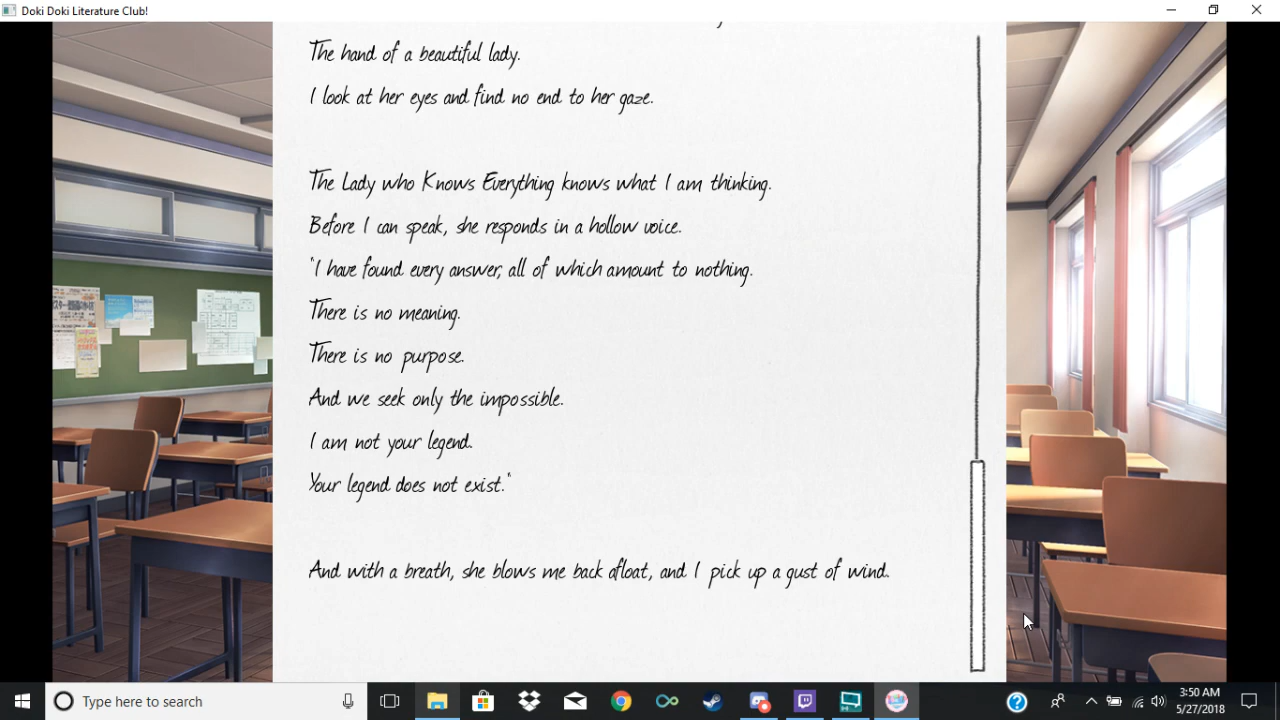 Doki Doki Literature Club!
The hand of a beautiful lady.
I look at her eyes and find no end to her gaze.
The Lady who Knows Everything knows what I am thinking.
Before I can speak, she responds in a hollow voice.
"I have found every answer, all of which amount to nothing.
There is no meaning.
There is no purpose.
And we seek only the impossible.
I am not your legend.
Your legend does not exist."
And with a breath, she blows me back afloat, and I pick up a gust of wind.
Type here to search
3:50 AM
5/27/2018